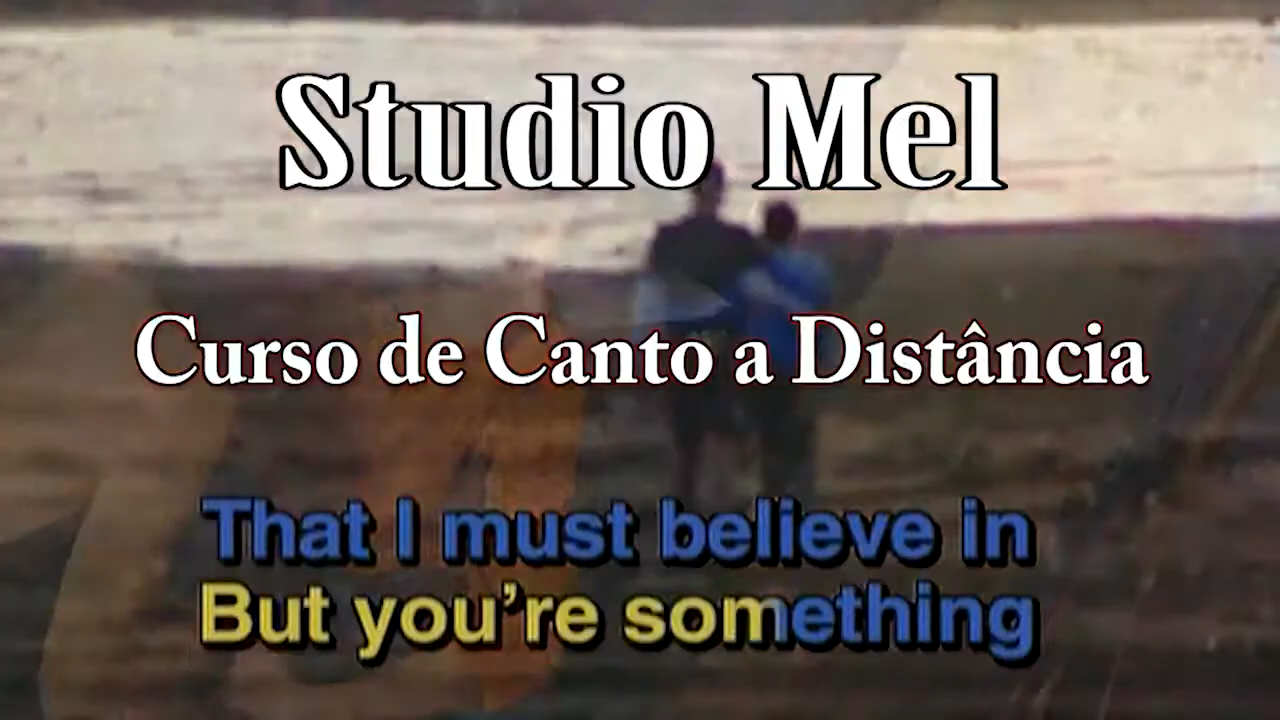 Studio Mel
Curso de Canto a Distância
That I must believe in
But you're something